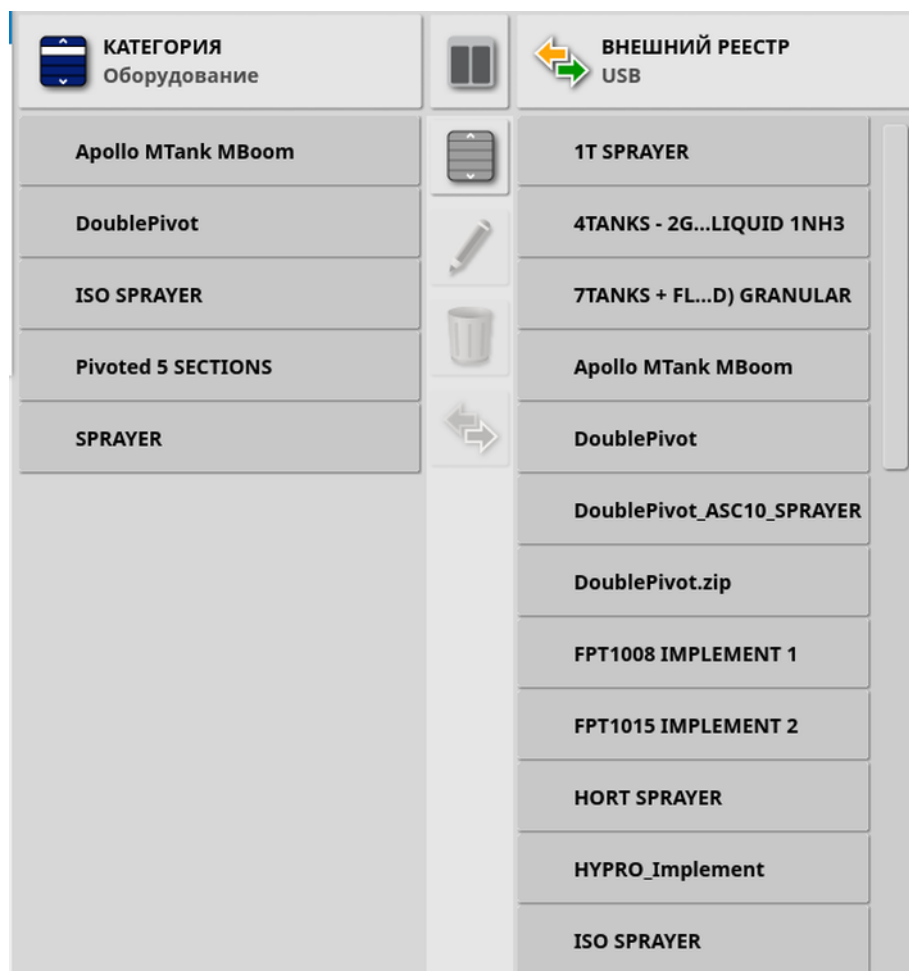 КАТЕГОРИЯ
Оборудование
Apollo MTank MBoom
DoublePivot
ISO SPRAYER
Pivoted 5 SECTIONS
SPRAYER
ВНЕШНИЙ РЕЕСТР
USB
1T SPRAYER
4TANKS - 2G...LIQUID 1NH3
7TANKS + FL...D) GRANULAR
Apollo MTank MBoom
DoublePivot
DoublePivot_ASC10_SPRAYER
DoublePivot.zip
FPT1008 IMPLEMENT 1
FPT1015 IMPLEMENT 2
HORT SPRAYER
HYPRO_Implement
ISO SPRAYER